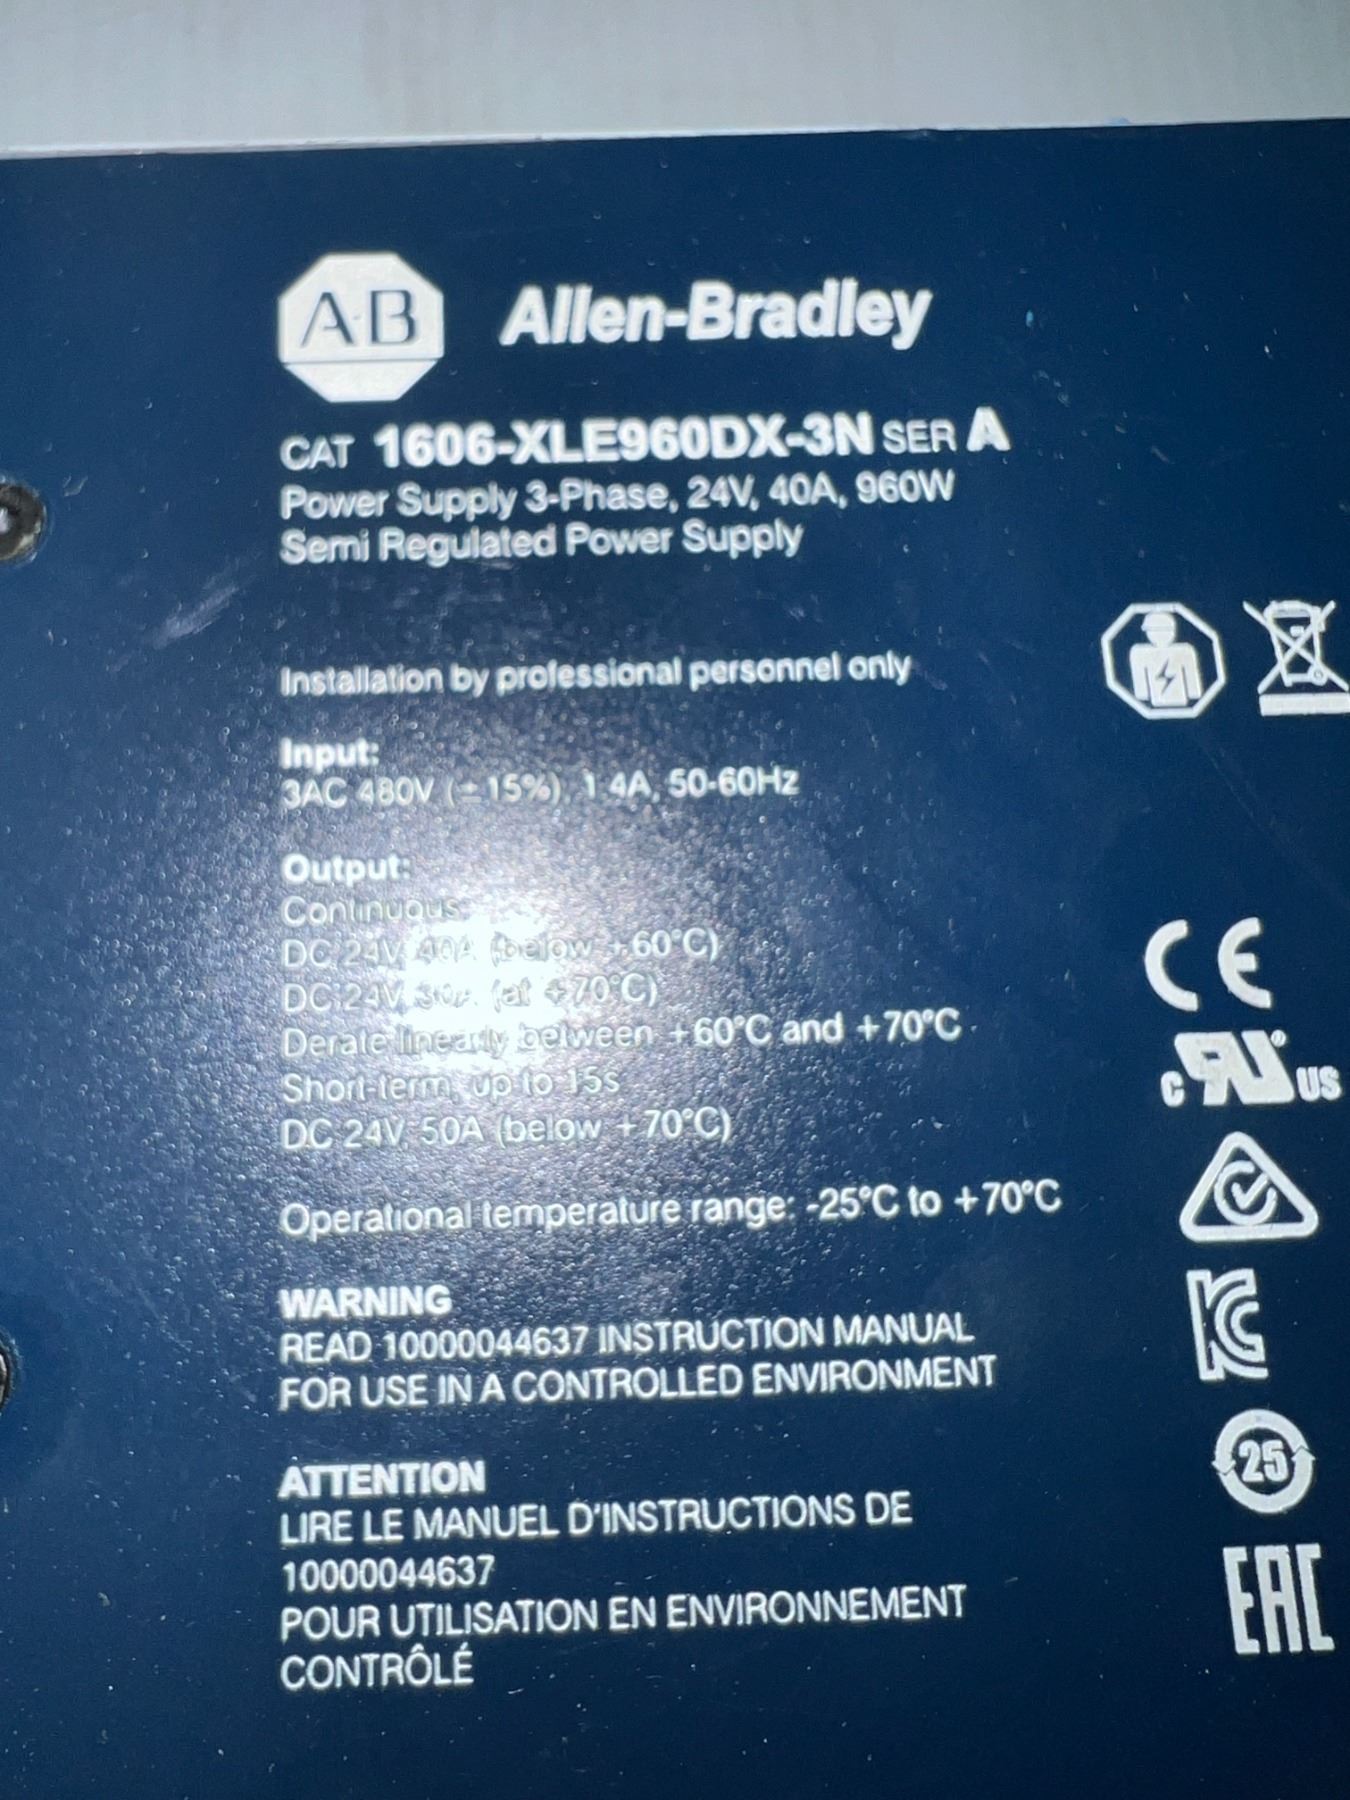 AB Allen-Bradley
CAT 1606-XLE960DX-3N SER A
Power Supply 3-Phase, 24V, 40A, 960W
Semi Regulated Power Supply
Installation by professional personnel only
Input:
3AC 480V (±15%), 1.4A, 50-60Hz
Output:
Continuous
DC 24V, 40A (below +60°C)
DC 24V, 30A (at +70°C)
Derate linearly between +60°C and +70°C
Short-term, up to 15s
DC 24V, 50A (below +70°C)
Operational temperature range: -25°C to +70°C
WARNING
READ 10000044637 INSTRUCTION MANUAL
FOR USE IN A CONTROLLED ENVIRONMENT
ATTENTION
LIRE LE MANUEL D'INSTRUCTIONS DE
10000044637
POUR UTILISATION EN ENVIRONNEMENT
CONTRÔLÉ
CE
c RU US
KC
25
EAC